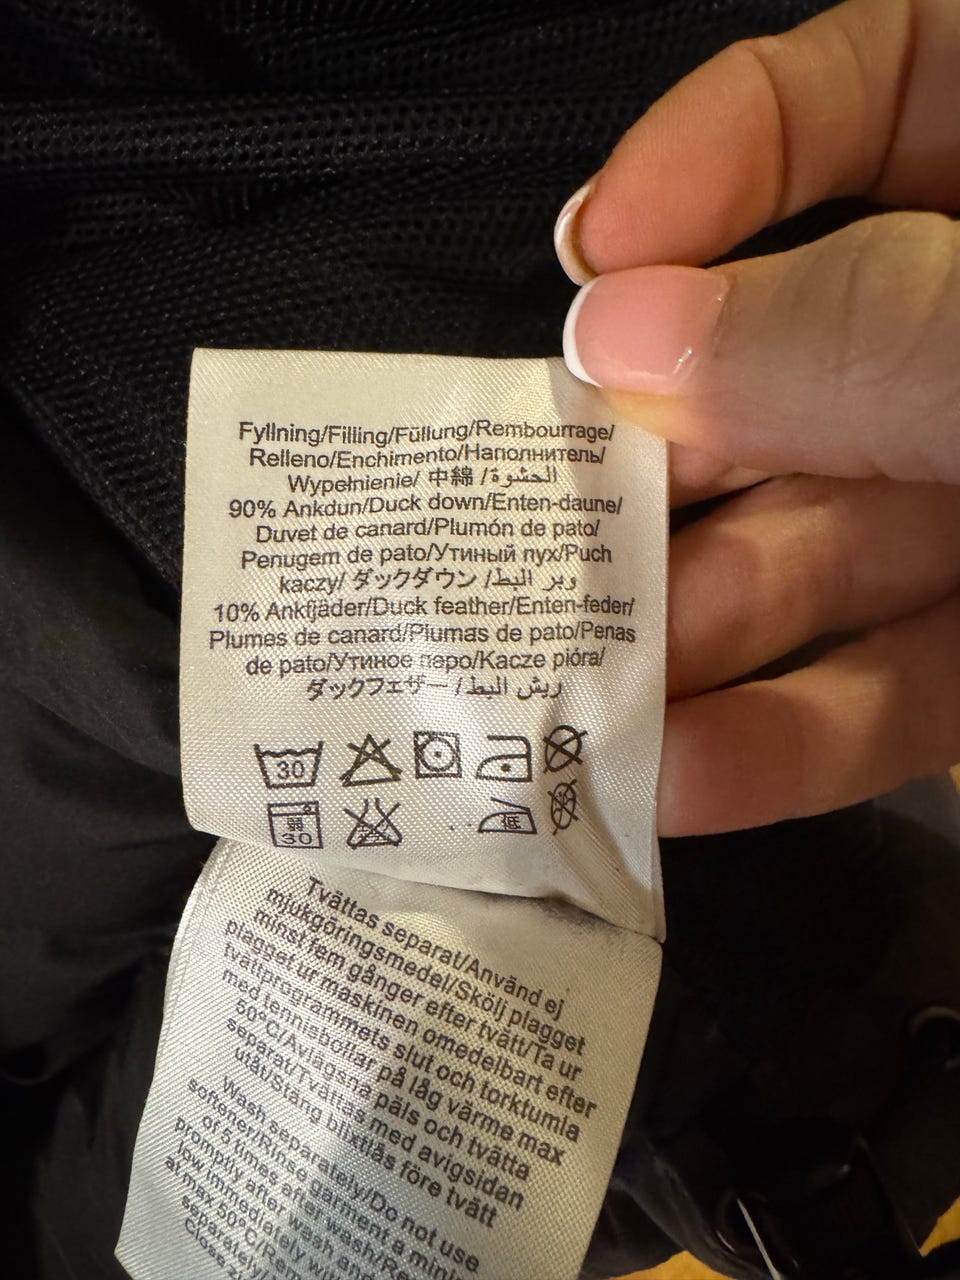 Fyllning/Filling/Füllung/Rembourrage/
Relleno/Enchimento/Наполнитель/
Wypełnienie/ 中綿 /الحشوة
90% Ankdun/Duck down/Enten-daune/
Duvet de canard/Plumón de pato/
Penugem de pato/Утиный пух/Puch
kaczy/ ダックダウン /وبر البط
10% Ankfjäder/Duck feather/Enten-feder/
Plumes de canard/Plumas de pato/Penas
de pato/Утиное перо/Kacze pióra/
ダックフェザー /ريش البط
30
弱
30
低
Tvättas separat/Använd ej
mjukgöringsmedel/Skölj plagget
minst fem gånger efter tvätt/Ta ur
plagget ur maskinen omedelbart efter
tvättprogrammets slut och torktumla
med tennisbollar på låg värme max
50°C/Avlägsna päls och tvätta
separat/Tvättas med avigsidan
utåt/Stäng blixtlås före tvätt
Wash separately/Do not use
softener/Rinse garment a mini
of 5 times after wash/Re
promptly after wash and
low immediately with
max 50°C/Rem
separately/
Close